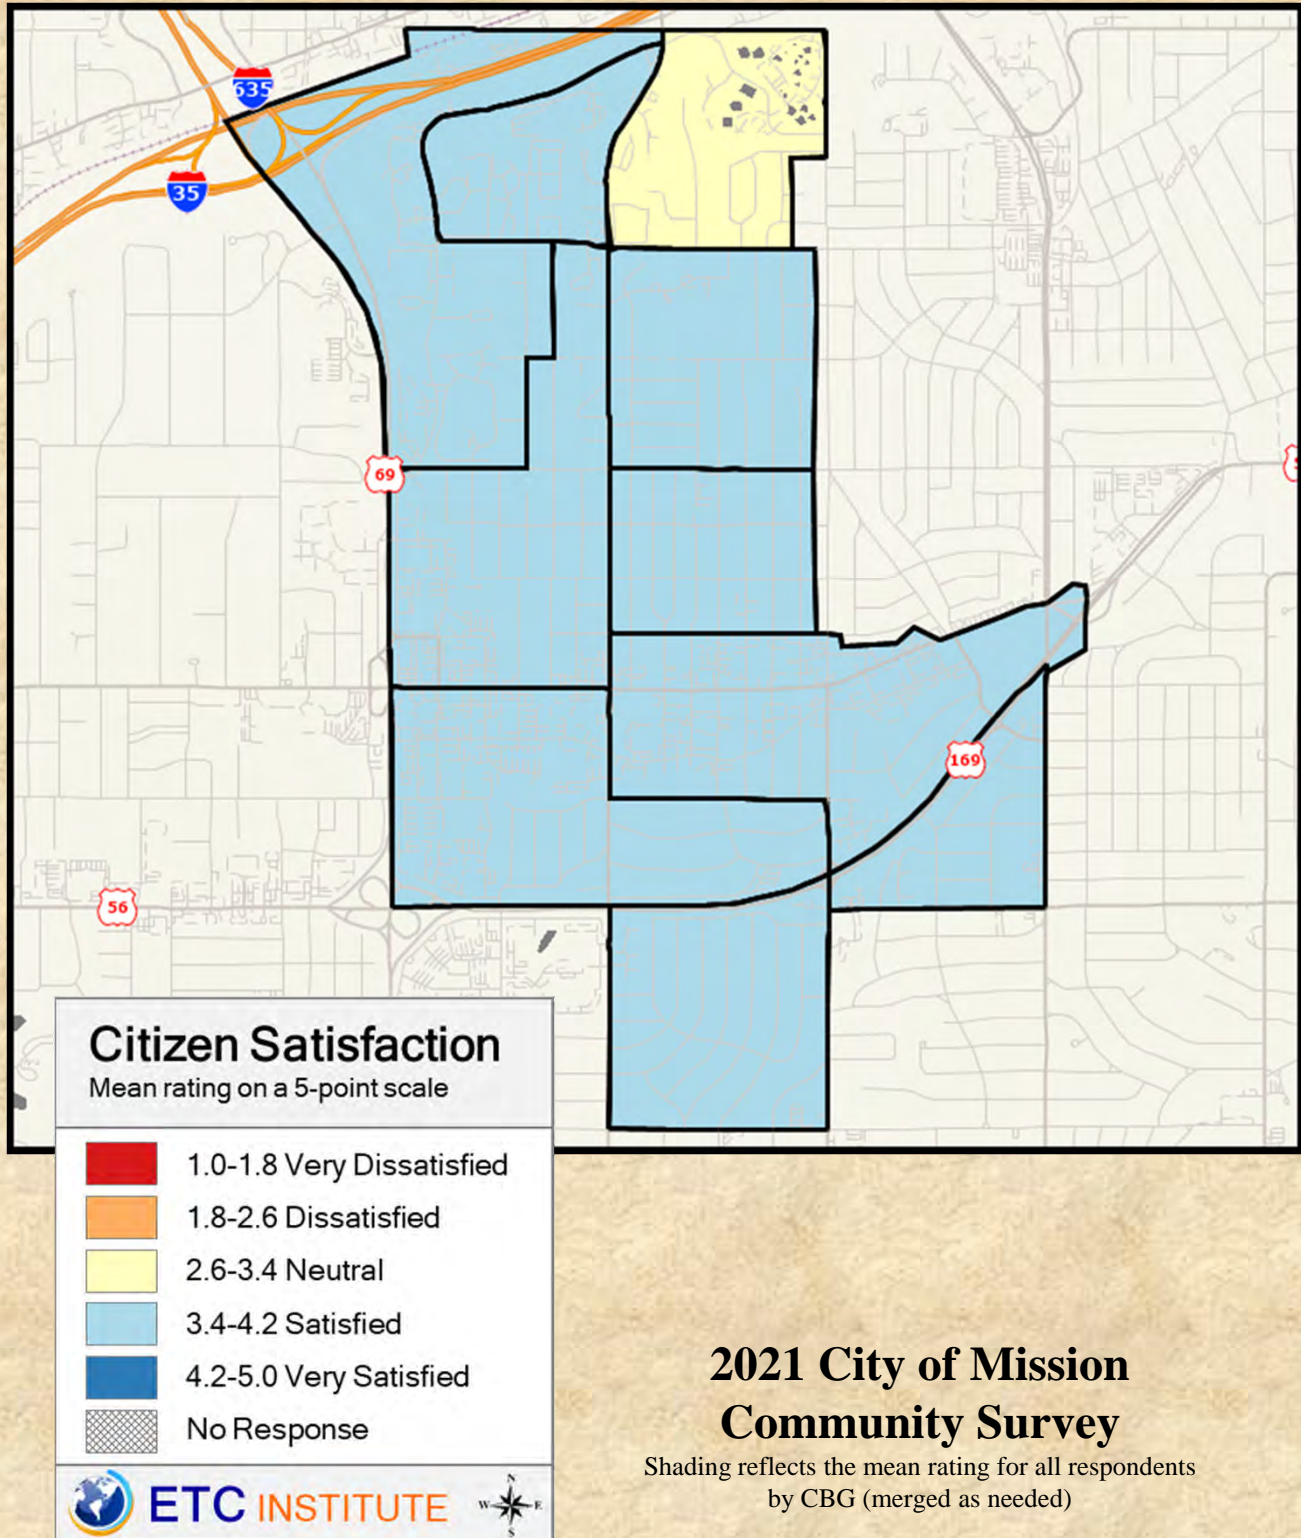 635
35
69
169
56
Citizen Satisfaction
Mean rating on a 5-point scale
1.0-1.8 Very Dissatisfied
1.8-2.6 Dissatisfied
2.6-3.4 Neutral
3.4-4.2 Satisfied
4.2-5.0 Very Satisfied
No Response
ETC INSTITUTE
N
W E
S
2021 City of Mission
Community Survey
Shading reflects the mean rating for all respondents
by CBG (merged as needed)